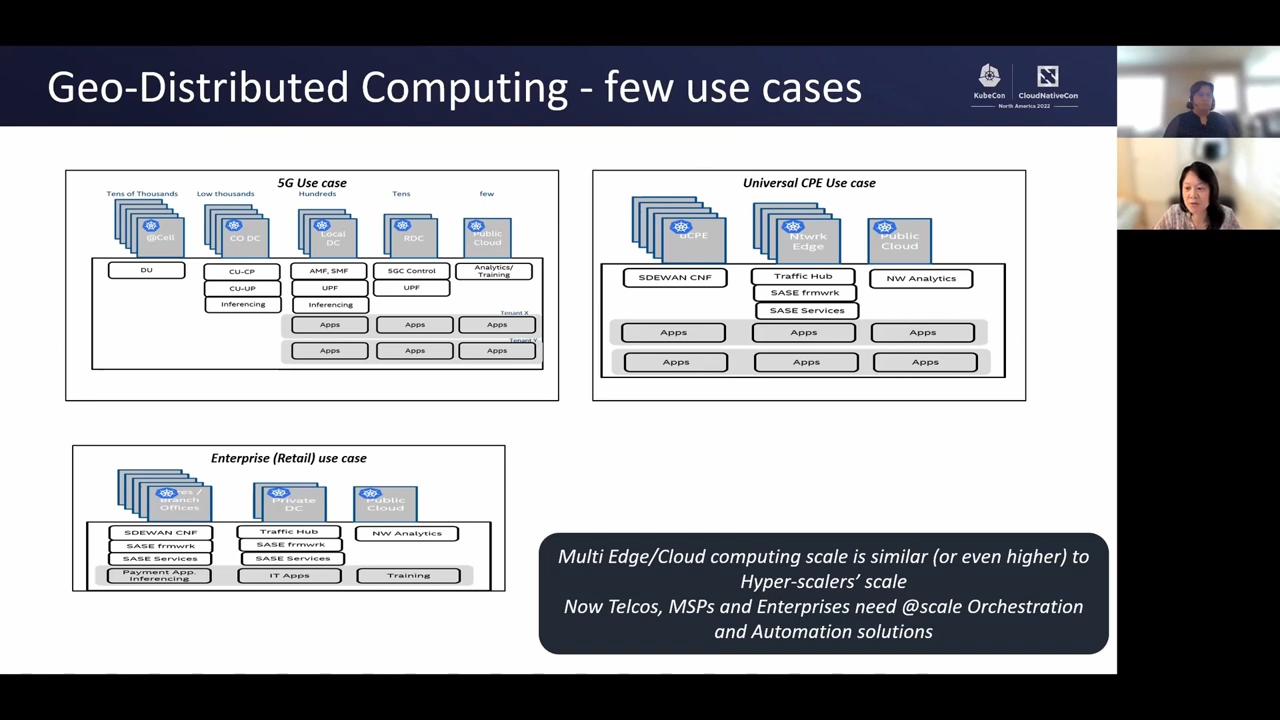 Geo-Distributed Computing - few use cases
KubeCon
CloudNativeCon
North America 2022
5G Use case
Tens of Thousands
Low thousands
Hundreds
Tens
few
@Cell
CO DC
Local
DC
RDC
Public
Cloud
DU
CU-CP
CU-UP
Inferencing
AMF, SMF
UPF
Inferencing
5GC Control
UPF
Analytics/
Training
Tenant X
Apps
Apps
Apps
Tenant Y
Apps
Apps
Apps
Universal CPE Use case
uCPE
Ntwrk
Edge
Public
Cloud
SDEWAN CNF
Traffic Hub
SASE frmwrk
SASE Services
NW Analytics
Apps
Apps
Apps
Apps
Apps
Apps
Enterprise (Retail) use case
Branch
Offices
Private
DC
Public
Cloud
SDEWAN CNF
SASE frmwrk
SASE Services
Payment App.
Inferencing
Traffic Hub
SASE frmwrk
SASE Services
IT Apps
NW Analytics
Training
Multi Edge/Cloud computing scale is similar (or even higher) to
Hyper-scalers’ scale
Now Telcos, MSPs and Enterprises need @scale Orchestration
and Automation solutions